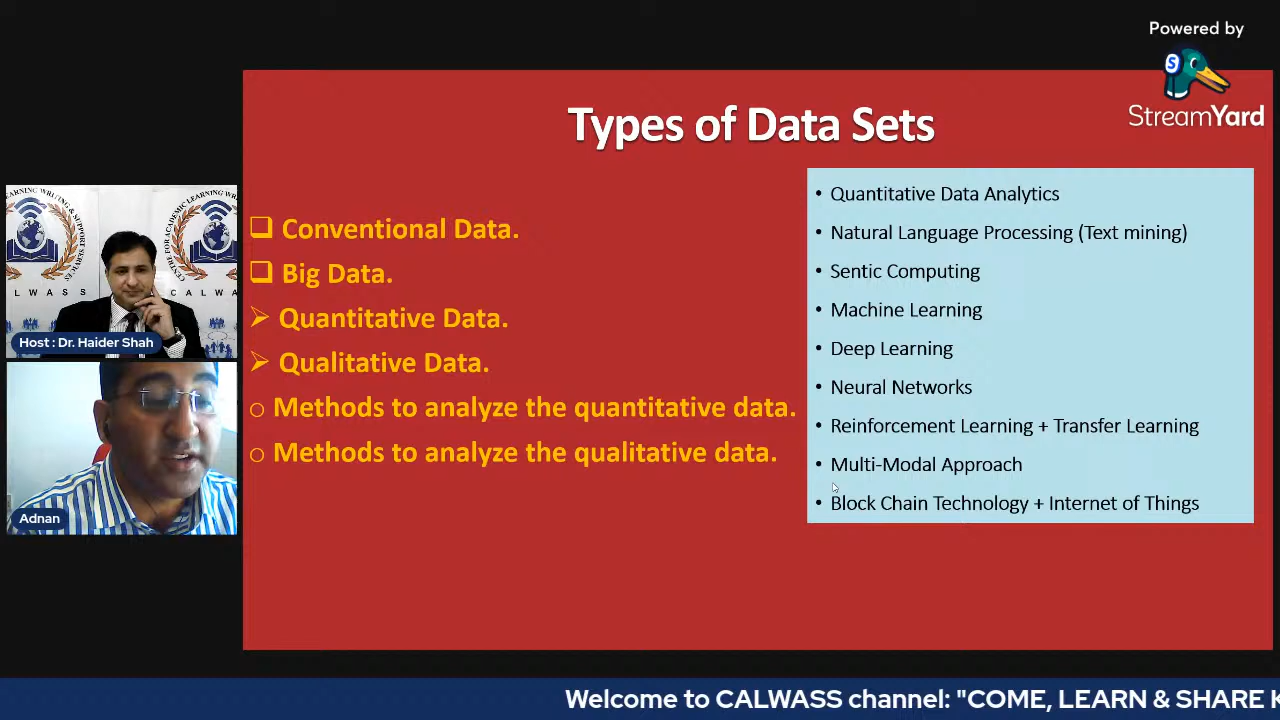 Powered by
StreamYard
Types of Data Sets
Conventional Data.
Big Data.
Quantitative Data.
Qualitative Data.
Methods to analyze the quantitative data.
Methods to analyze the qualitative data.
• Quantitative Data Analytics
• Natural Language Processing (Text mining)
• Sentic Computing
• Machine Learning
• Deep Learning
• Neural Networks
• Reinforcement Learning + Transfer Learning
• Multi-Modal Approach
• Block Chain Technology + Internet of Things
Host : Dr. Haider Shah
Adnan
Welcome to CALWASS channel: "COME, LEARN & SHARE K